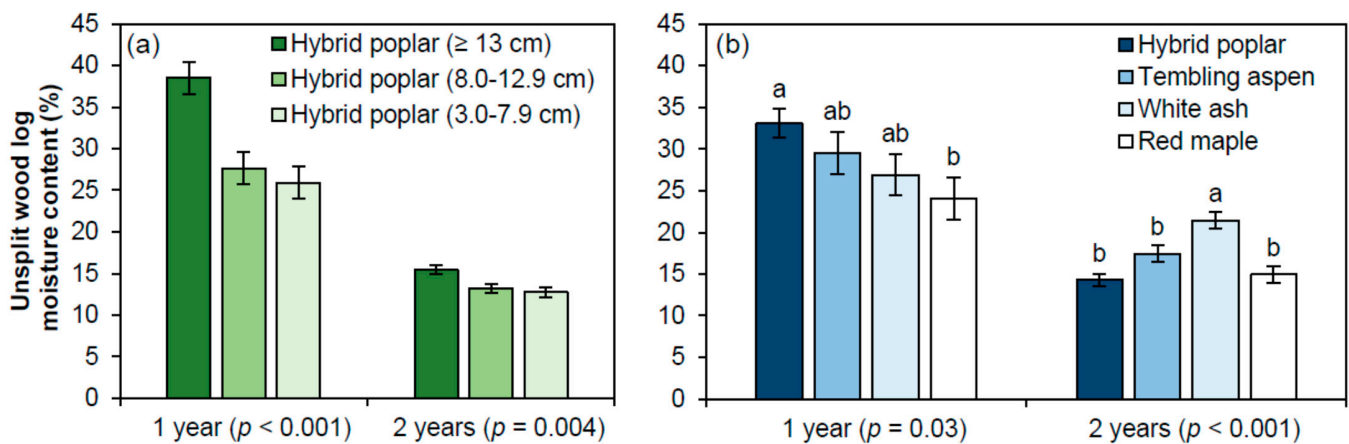 Unsplit wood log
moisture content (%)
(a)
45
40
35
30
25
20
15
10
5
0
Hybrid poplar (≥ 13 cm)
Hybrid poplar (8.0-12.9 cm)
Hybrid poplar (3.0-7.9 cm)
1 year (p < 0.001)
2 years (p = 0.004)
(b)
45
40
35
30
25
20
15
10
5
0
Hybrid poplar
Tembling aspen
White ash
Red maple
a
ab
ab
b
b
b
a
b
1 year (p = 0.03)
2 years (p < 0.001)